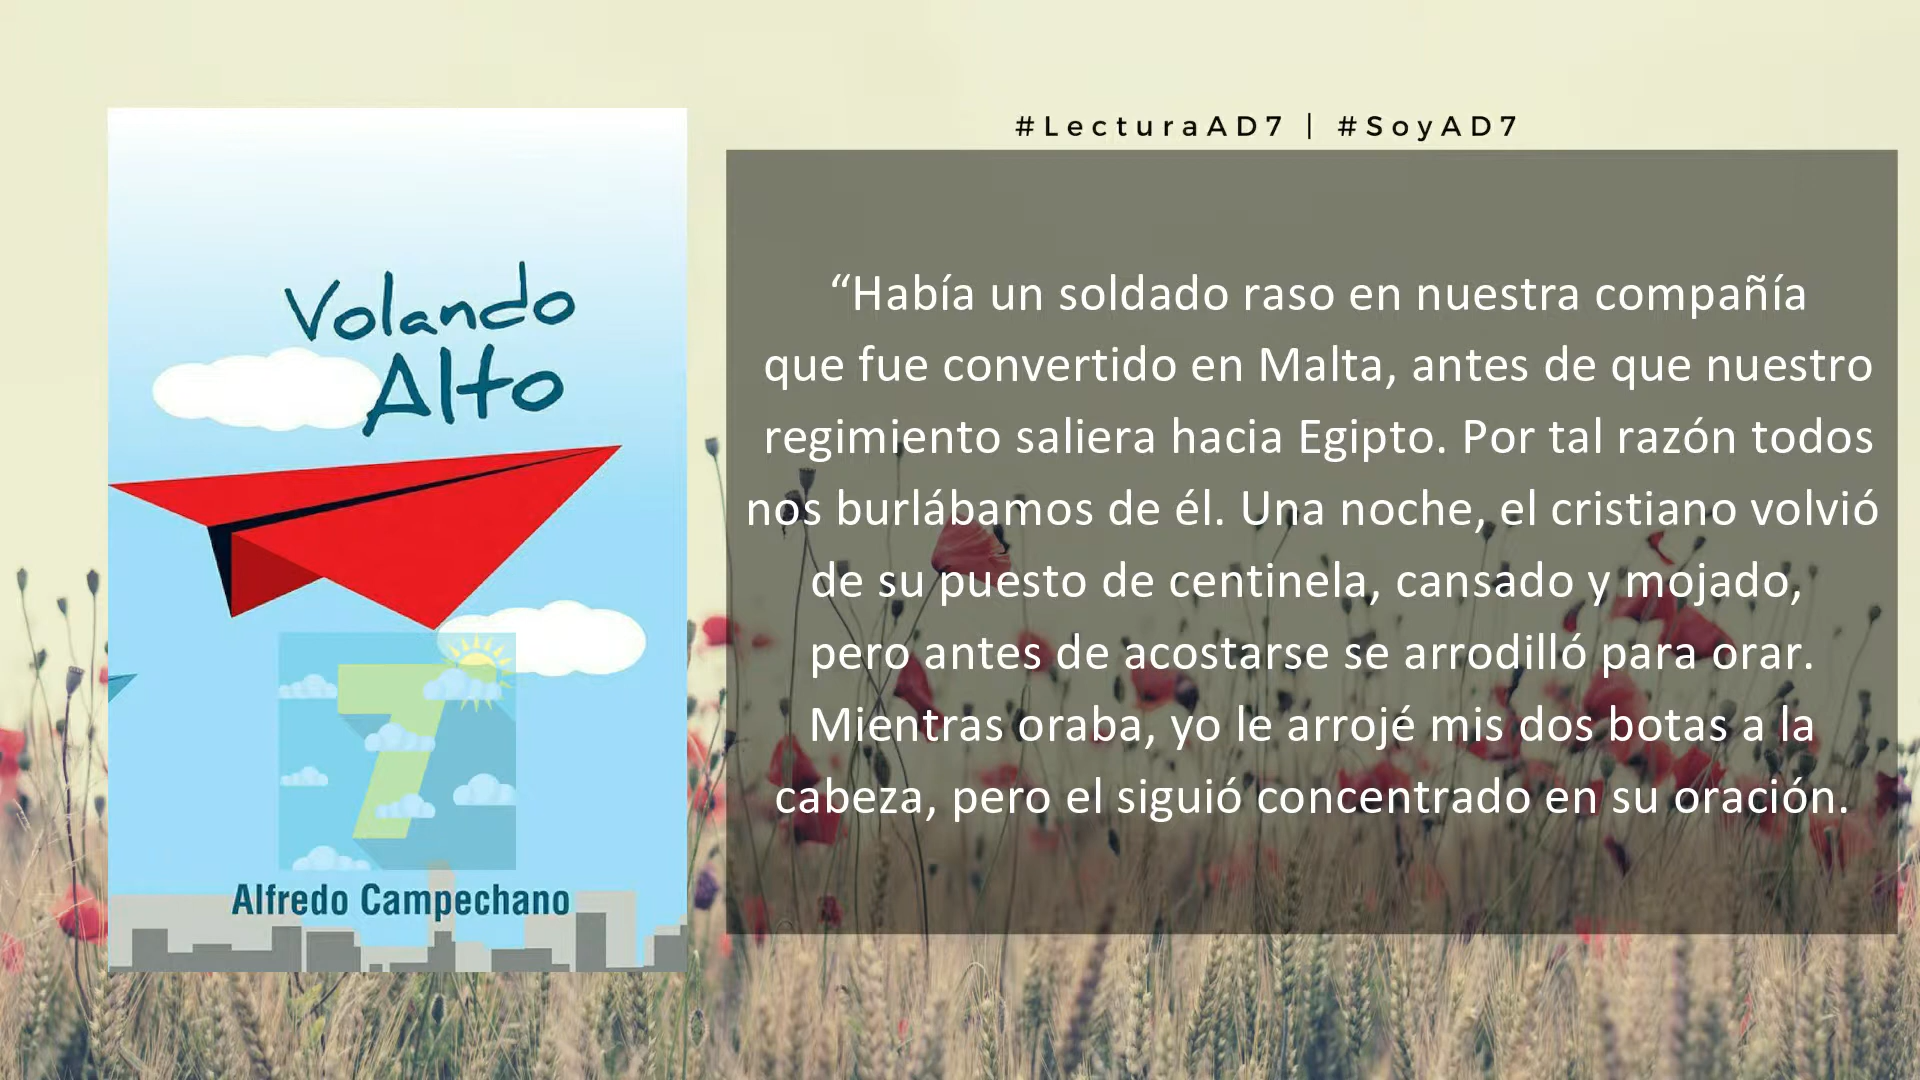 #LecturaAD7 | #SoyAD7
Volando
Alto
7
Alfredo Campechano
“Había un soldado raso en nuestra compañía
que fue convertido en Malta, antes de que nuestro
regimiento saliera hacia Egipto. Por tal razón todos
nos burlábamos de él. Una noche, el cristiano volvió
de su puesto de centinela, cansado y mojado,
pero antes de acostarse se arrodilló para orar.
Mientras oraba, yo le arrojé mis dos botas a la
cabeza, pero el siguió concentrado en su oración.